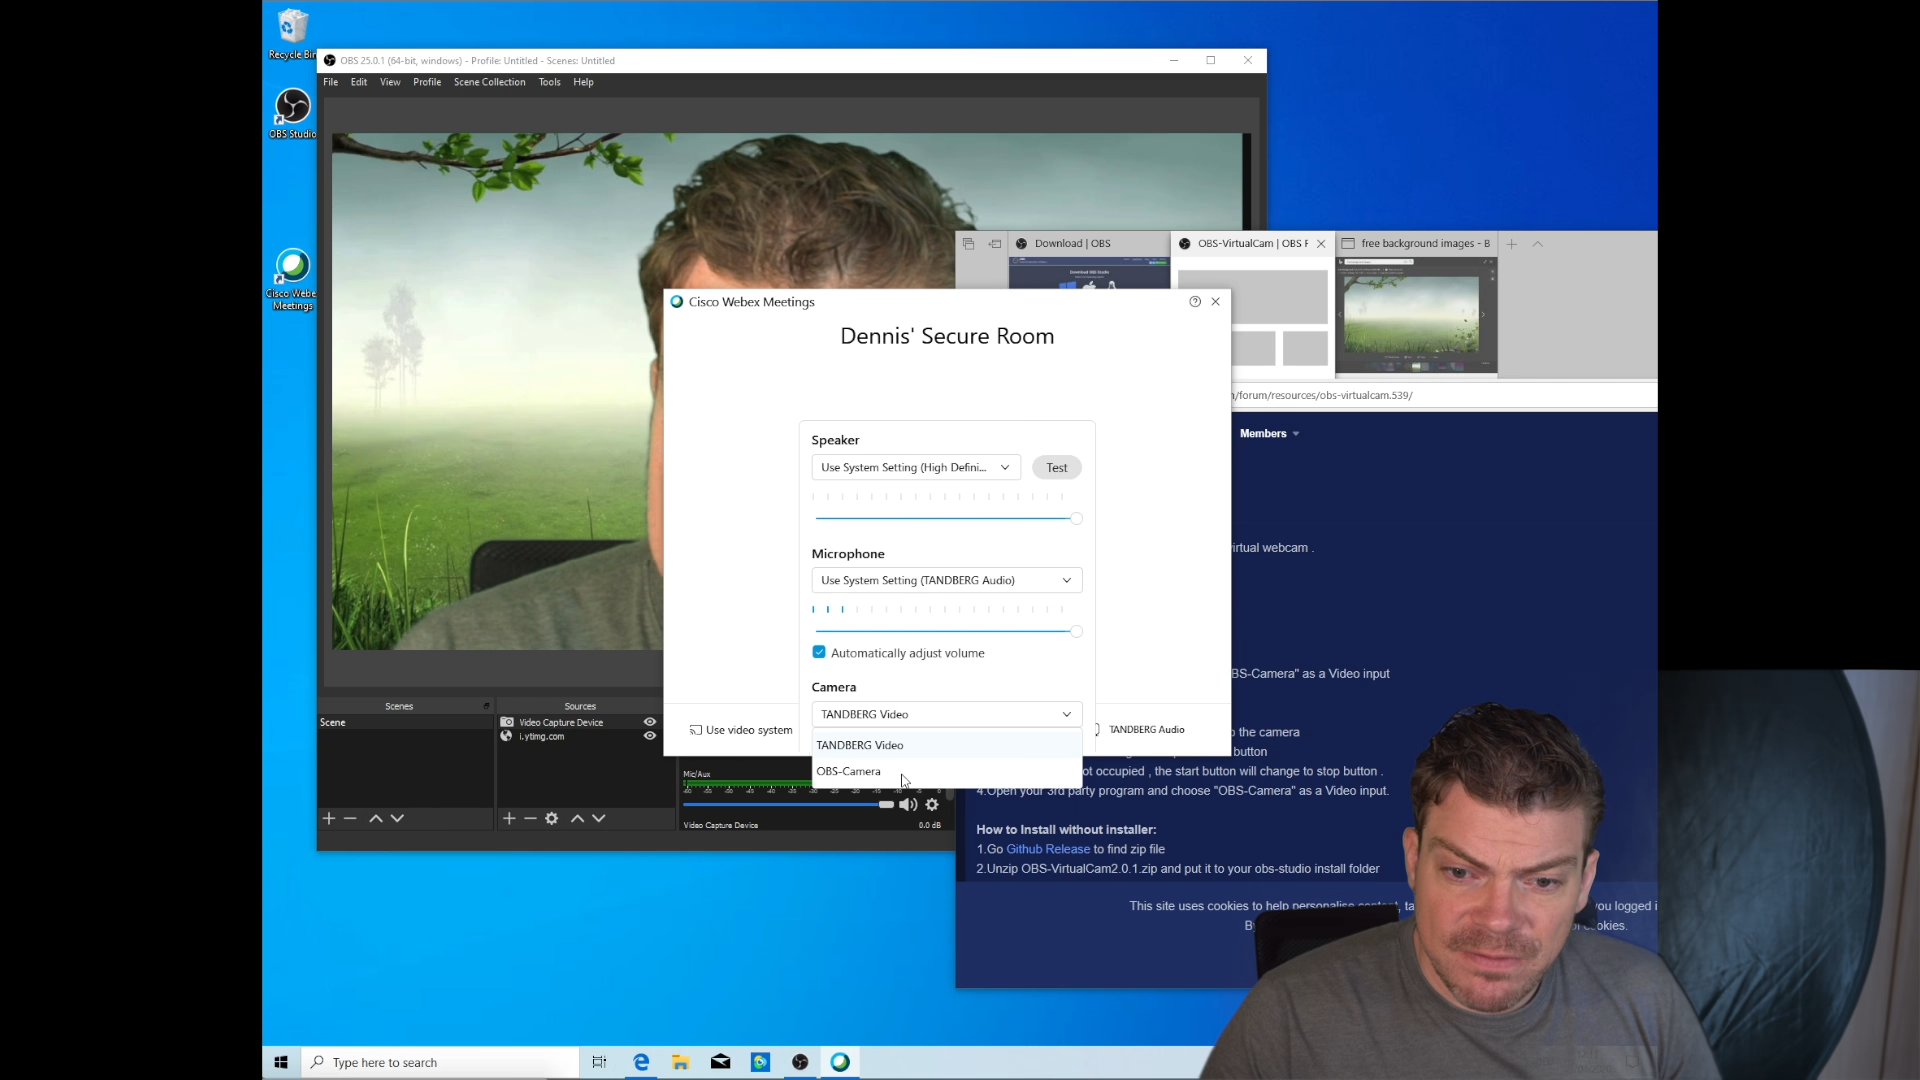 Recycle Bin
OBS Studio
Cisco Webe
Meetings
OBS 25.0.1 (64-bit, windows) - Profile: Untitled - Scenes: Untitled
File Edit View Profile Scene Collection Tools Help
Download | OBS
OBS-VirtualCam | OBS F
free background images - B
n/forum/resources/obs-virtualcam.539/
Members
irtual webcam .
BS-Camera" as a Video input
o the camera
button
ot occupied , the start button will change to stop button .
4.Open your 3rd party program and choose "OBS-Camera" as a Video input.
How to Install without installer:
1.Go Github Release to find zip file
2.Unzip OBS-VirtualCam2.0.1.zip and put it to your obs-studio install folder
This site uses cookies to help personalise content, ta
ou logged i
B
cookies.
Cisco Webex Meetings
Dennis' Secure Room
Speaker
Use System Setting (High Defini...
Test
Microphone
Use System Setting (TANDBERG Audio)
Automatically adjust volume
Camera
TANDBERG Video
TANDBERG Video
OBS-Camera
Use video system
TANDBERG Audio
Scenes
Scene
Sources
Video Capture Device
i.ytimg.com
Mic/Aux
Video Capture Device
0.0 dB
Type here to search